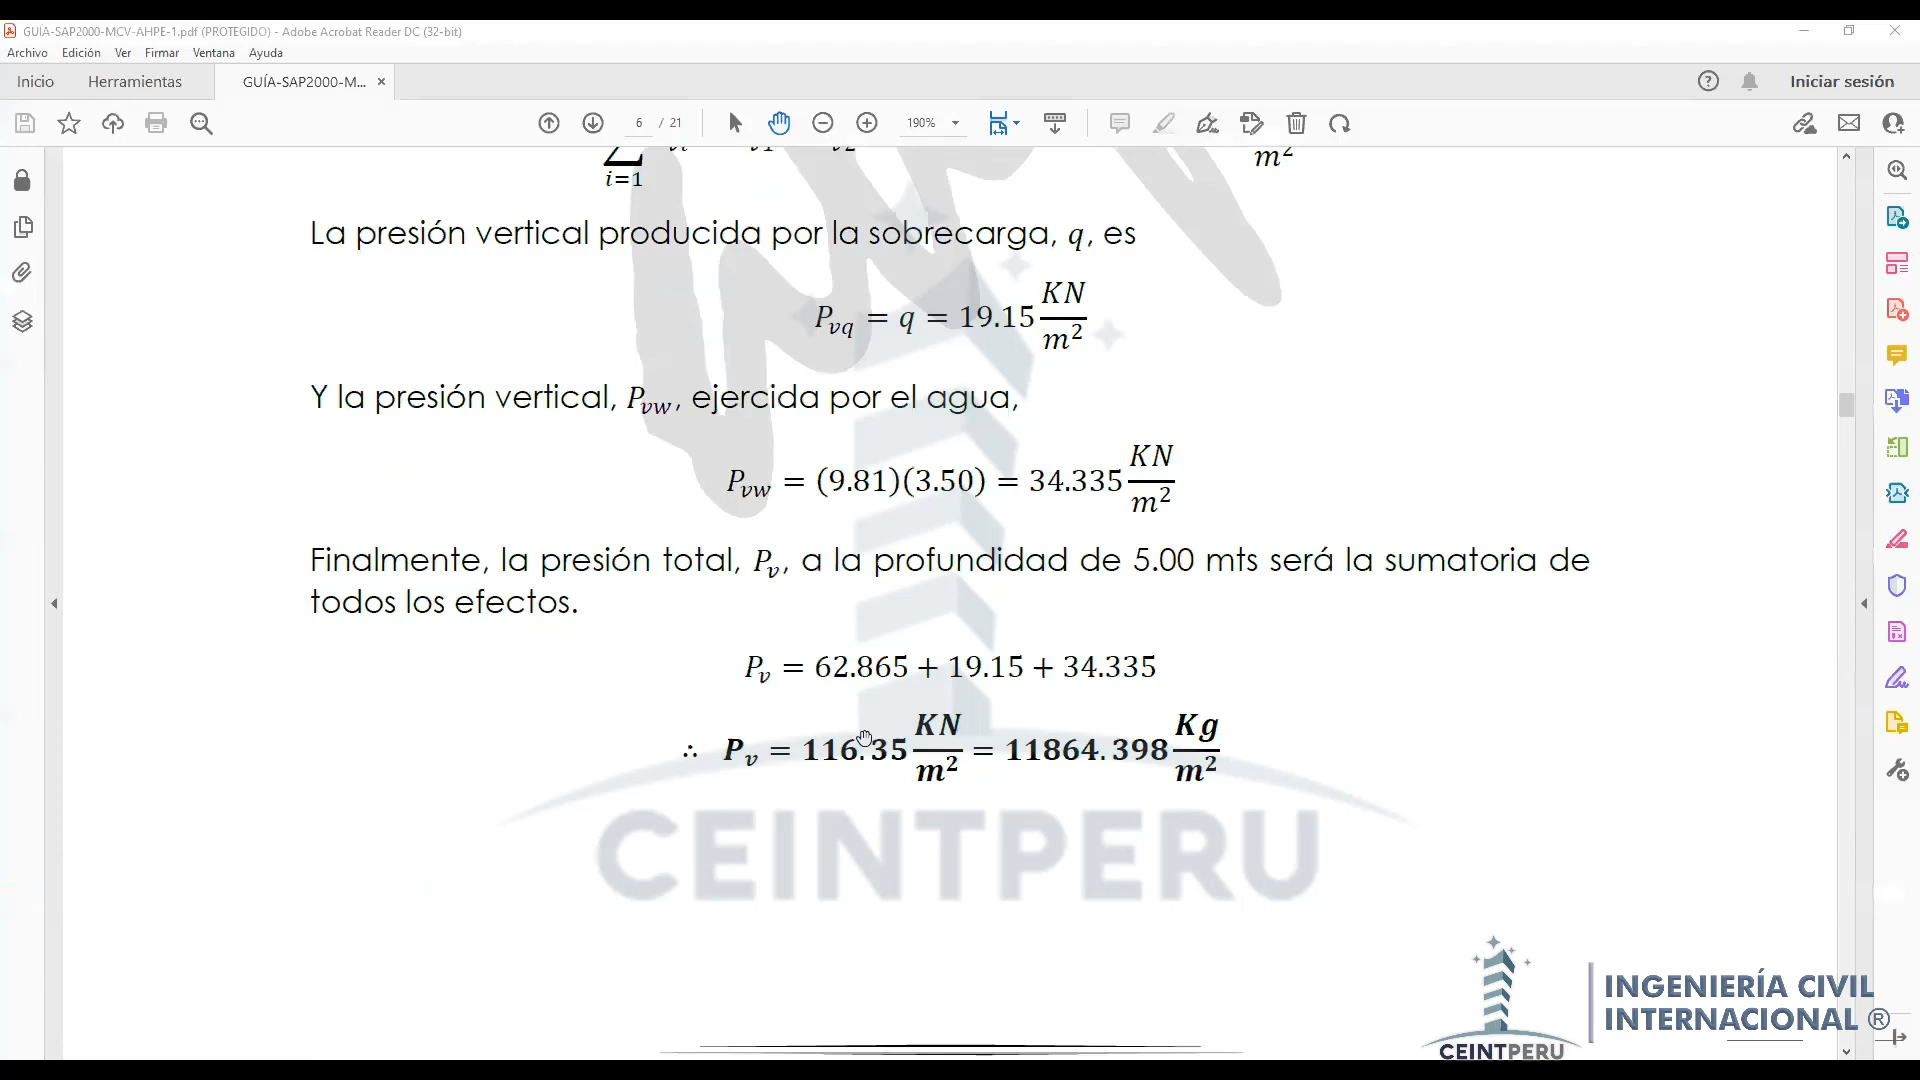 GUÍA-SAP2000-MCV-AHPE-1.pdf (PROTEGIDO) - Adobe Acrobat Reader DC (32-bit)
Archivo Edición Ver Firmar Ventana Ayuda
Inicio Herramientas GUÍA-SAP2000-M... × Iniciar sesión
6 / 21 190%
i=1 m²
La presión vertical producida por la sobrecarga, q, es
P_vq = q = 19.15 KN/m²
Y la presión vertical, P_vw, ejercida por el agua,
P_vw = (9.81)(3.50) = 34.335 KN/m²
Finalmente, la presión total, P_v, a la profundidad de 5.00 mts será la sumatoria de
todos los efectos.
P_v = 62.865 + 19.15 + 34.335
∴ P_v = 116.35 KN/m² = 11864.398 Kg/m²
CEINTPERU
INGENIERÍA CIVIL
INTERNACIONAL ®
CEINTPERU